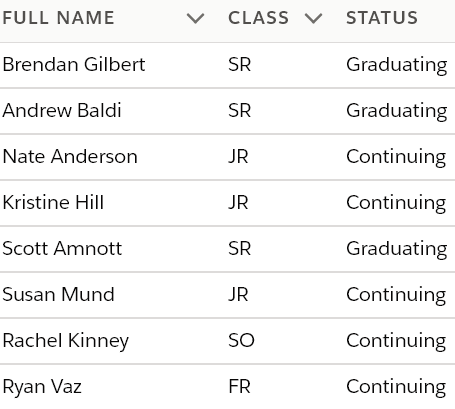 FULL NAME CLASS STATUS
Brendan Gilbert SR Graduating
Andrew Baldi SR Graduating
Nate Anderson JR Continuing
Kristine Hill JR Continuing
Scott Amnott SR Graduating
Susan Mund JR Continuing
Rachel Kinney SO Continuing
Ryan Vaz FR Continuing